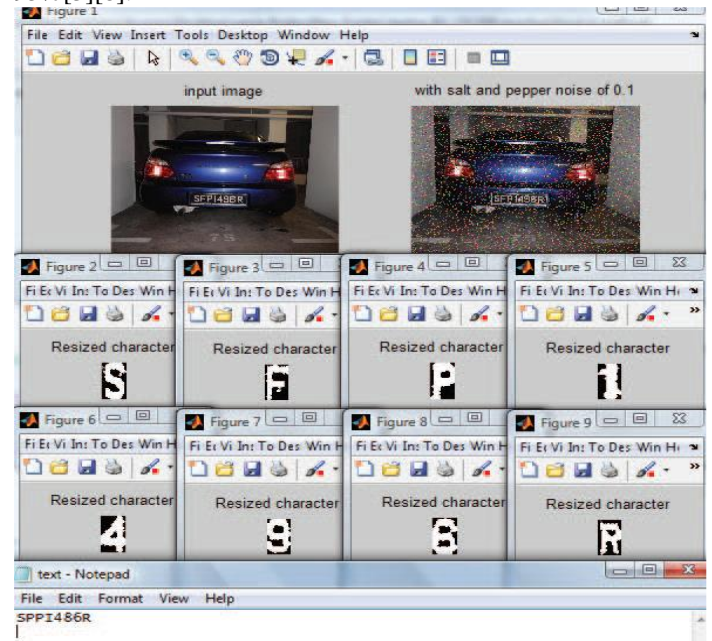 Figure 1
File Edit View Insert Tools Desktop Window Help
input image
with salt and pepper noise of 0.1
SFPI498R
SFPI498R
Figure 2
Figure 3
Figure 4
Figure 5
Resized character
Resized character
Resized character
Resized character
S
F
P
1
Figure 6
Figure 7
Figure 8
Figure 9
Resized character
Resized character
Resized character
Resized character
4
9
R
text - Notepad
File Edit Format View Help
SPPI486R